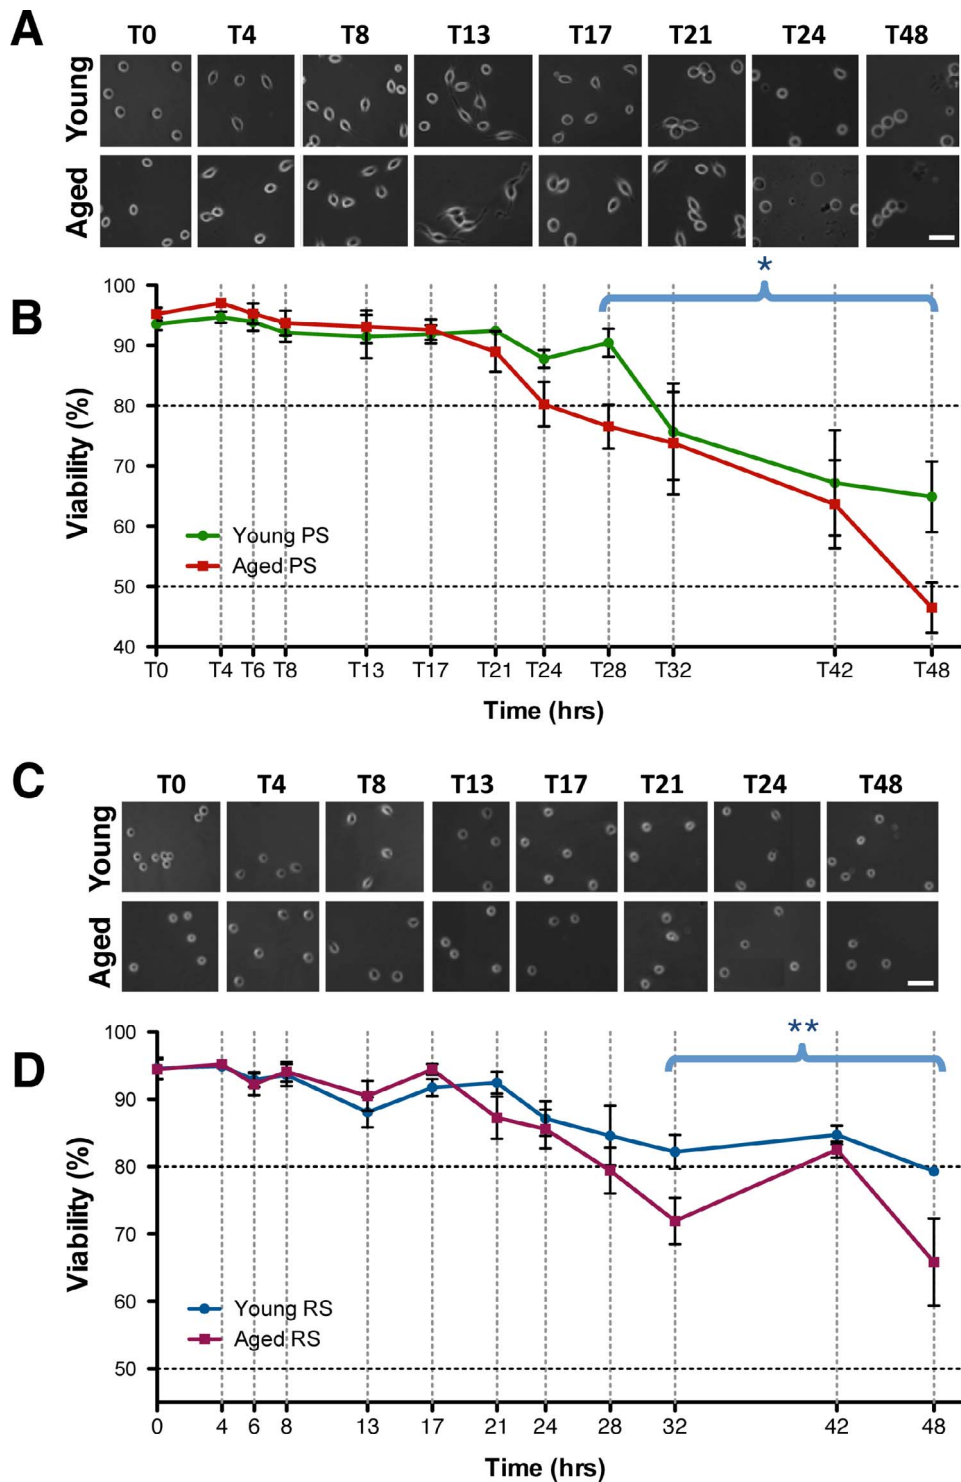 A
T0 T4 T8 T13 T17 T21 T24 T48
Young
Aged
B
*
100
90
80
70
60
50
40
Viability (%)
Young PS
Aged PS
T0 T4 T6 T8 T13 T17 T21 T24 T28 T32 T42 T48
Time (hrs)
C
T0 T4 T8 T13 T17 T21 T24 T48
Young
Aged
D
**
100
90
80
70
60
50
Viability (%)
Young RS
Aged RS
0 4 6 8 13 17 21 24 28 32 42 48
Time (hrs)